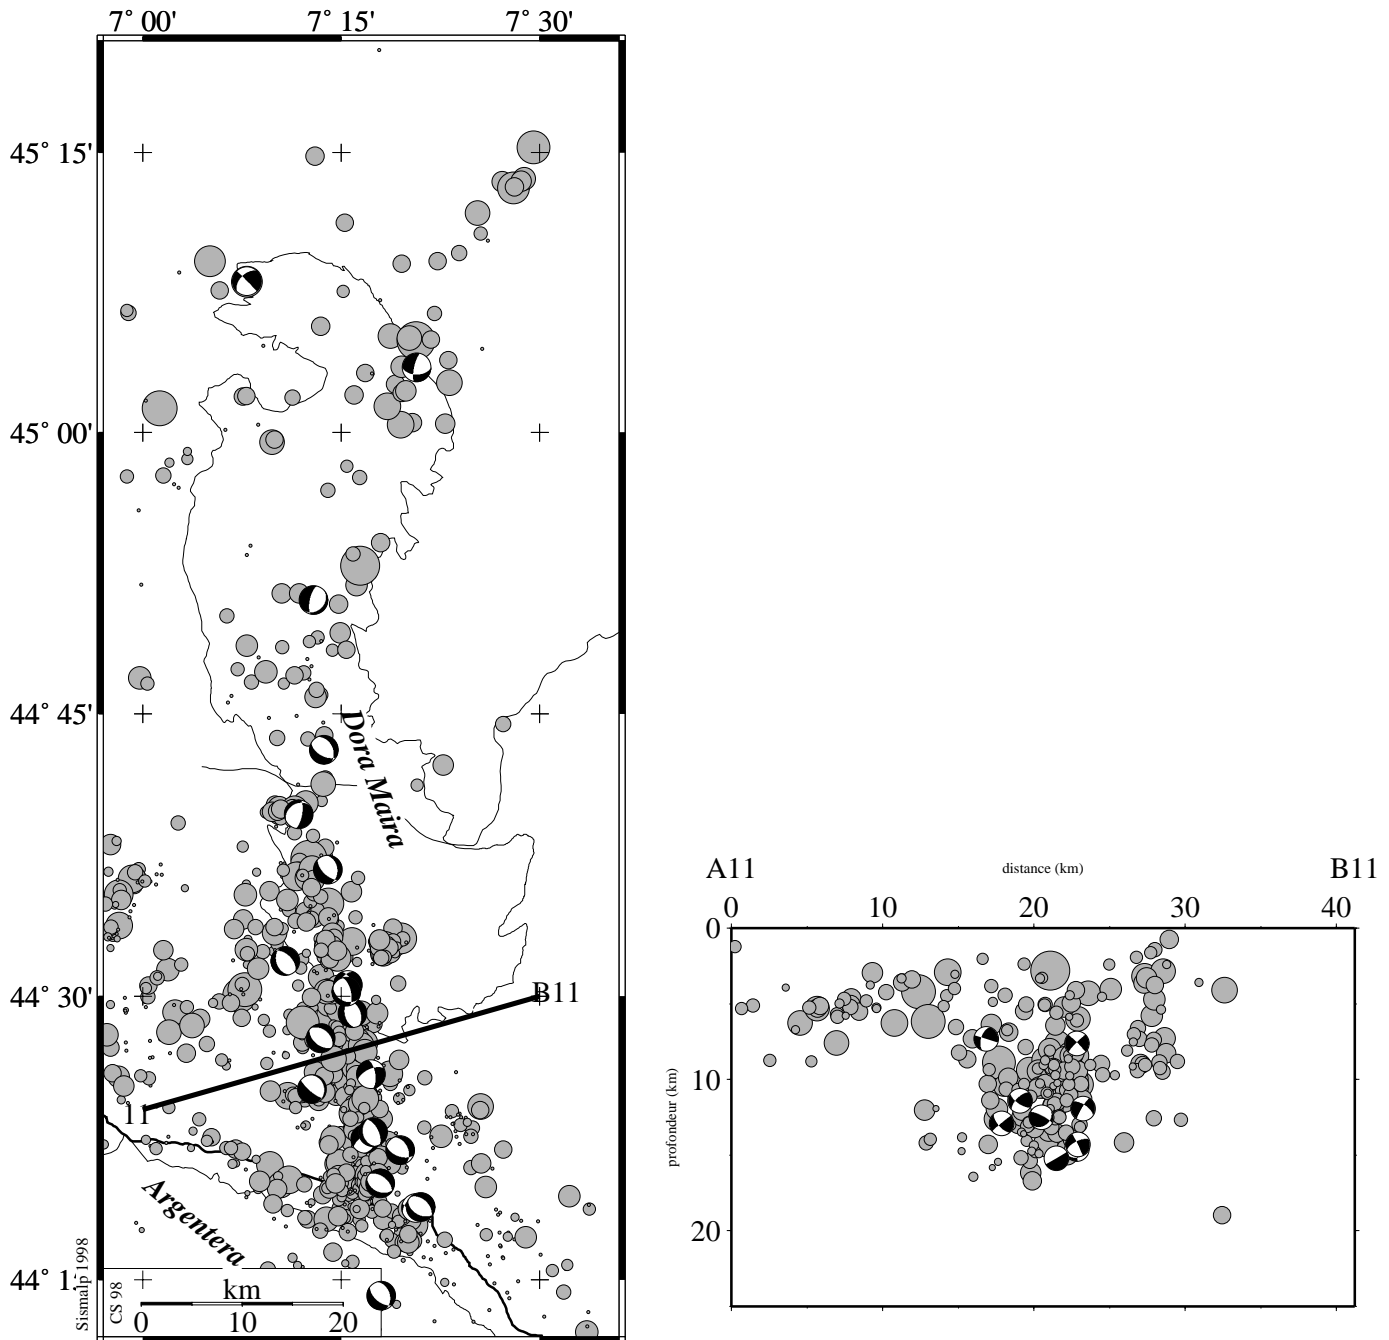 7° 00' 7° 15' 7° 30'
45° 15'
45° 00'
44° 45'
44° 30'
44° 1
Dora Maira
B11
11
Argentera
Sismalp 1998
CS 98
km
0 10 20
A11 distance (km) B11
0 10 20 30 40
0
10
20
profondeur (km)